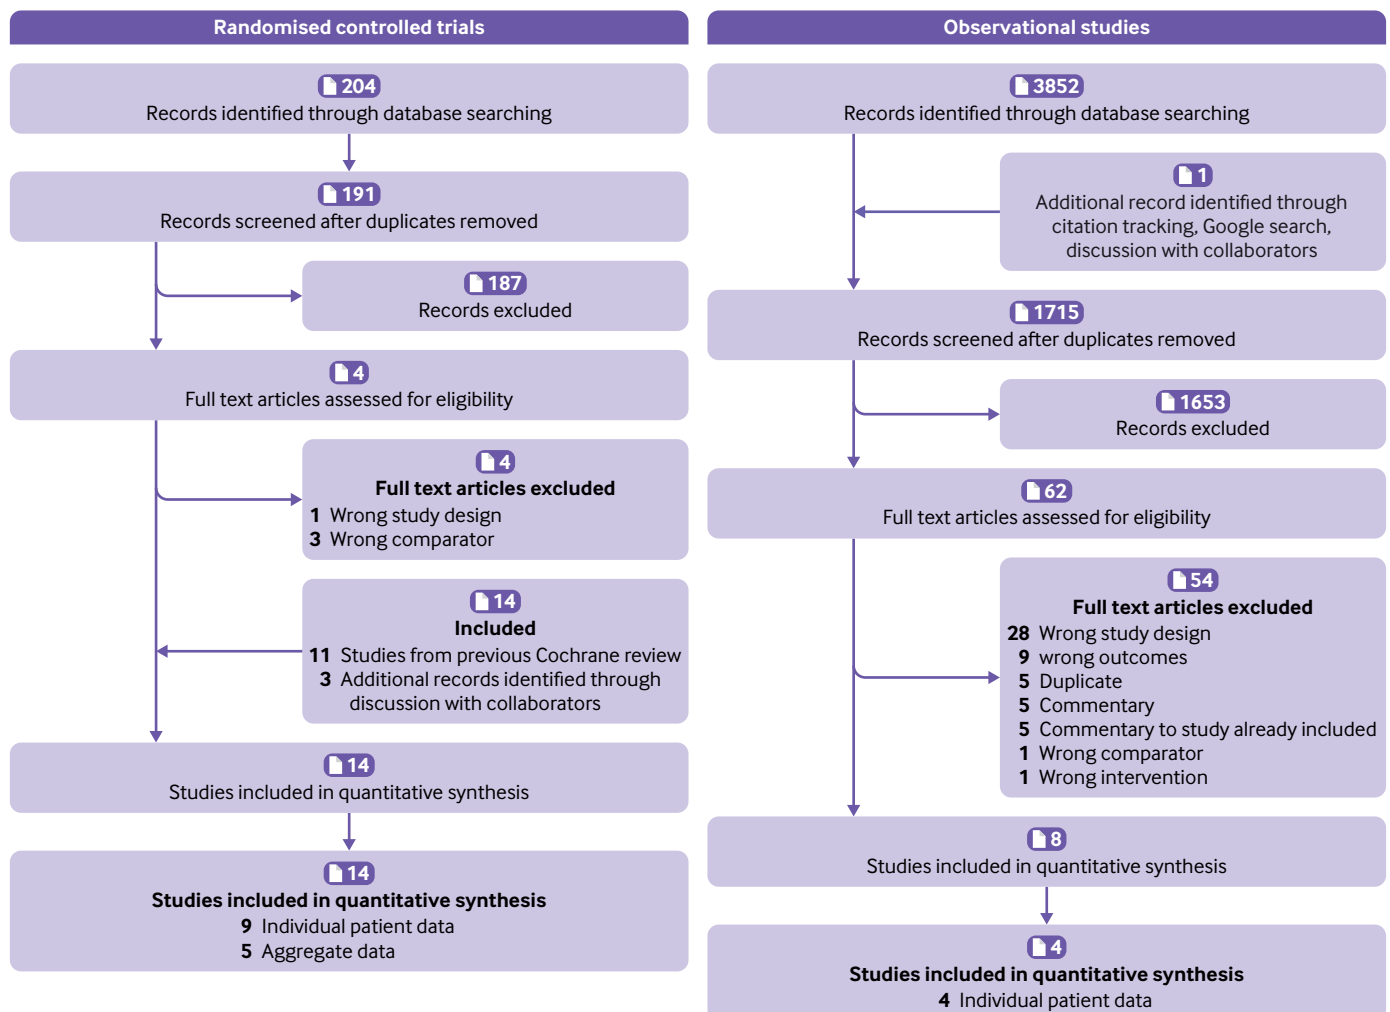 Randomised controlled trials
204
Records identified through database searching
191
Records screened after duplicates removed
187
Records excluded
4
Full text articles assessed for eligibility
4
Full text articles excluded
1 Wrong study design
3 Wrong comparator
14
Included
11 Studies from previous Cochrane review
3 Additional records identified through
discussion with collaborators
14
Studies included in quantitative synthesis
14
Studies included in quantitative synthesis
9 Individual patient data
5 Aggregate data
Observational studies
3852
Records identified through database searching
1
Additional record identified through
citation tracking, Google search,
discussion with collaborators
1715
Records screened after duplicates removed
1653
Records excluded
62
Full text articles assessed for eligibility
54
Full text articles excluded
28 Wrong study design
9 wrong outcomes
5 Duplicate
5 Commentary
5 Commentary to study already included
1 Wrong comparator
1 Wrong intervention
8
Studies included in quantitative synthesis
4
Studies included in quantitative synthesis
4 Individual patient data